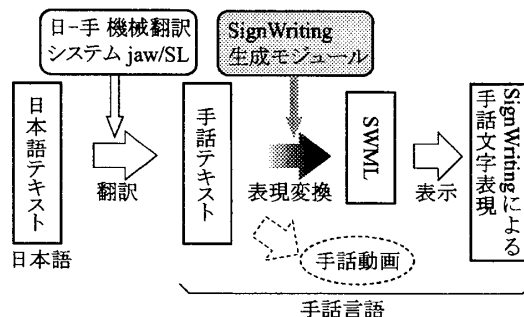 日-手 機械翻訳
システム jaw/SL
SignWriting
生成モジュール
日本語テキスト
翻訳
手話テキスト
表現変換
SWML
表示
SignWritingによる
手話文字表現
日本語
手話動画
手話言語